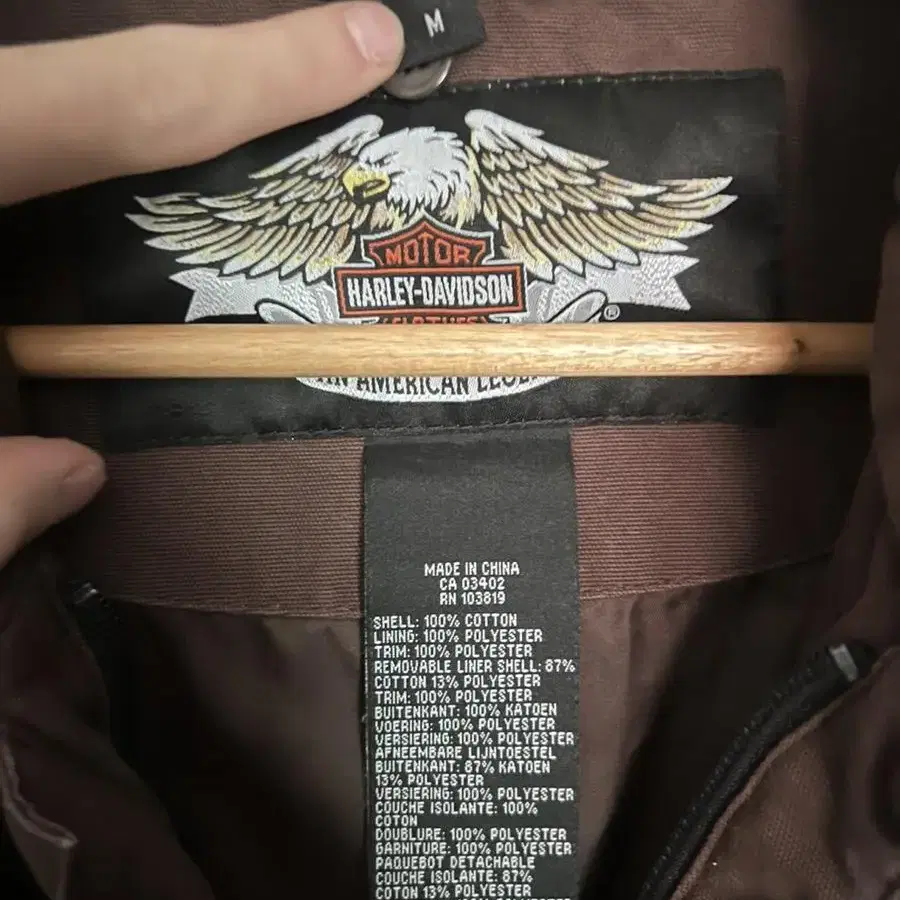 M
MOTOR
HARLEY-DAVIDSON
CLOTHES
®
AN AMERICAN
MADE IN CHINA
CA 03402
RN 103819
SHELL: 100% COTTON
LINING: 100% POLYESTER
TRIM: 100% POLYESTER
REMOVABLE LINER SHELL: 87%
COTTON 13% POLYESTER
TRIM: 100% POLYESTER
BUITENKANT: 100% KATOEN
VOERING: 100% POLYESTER
VERSIERING: 100% POLYESTER
AFNEEMBARE LIJNTOESTEL
BUITENKANT: 87% KATOEN
13% POLYESTER
VERSIERING: 100% POLYESTER
COUCHE ISOLANTE: 100%
COTON
DOUBLURE: 100% POLYESTER
GARNITURE: 100% POLYESTER
PAQUEBOT DETACHABLE
COUCHE ISOLANTE: 87%
COTON 13% POLYESTER